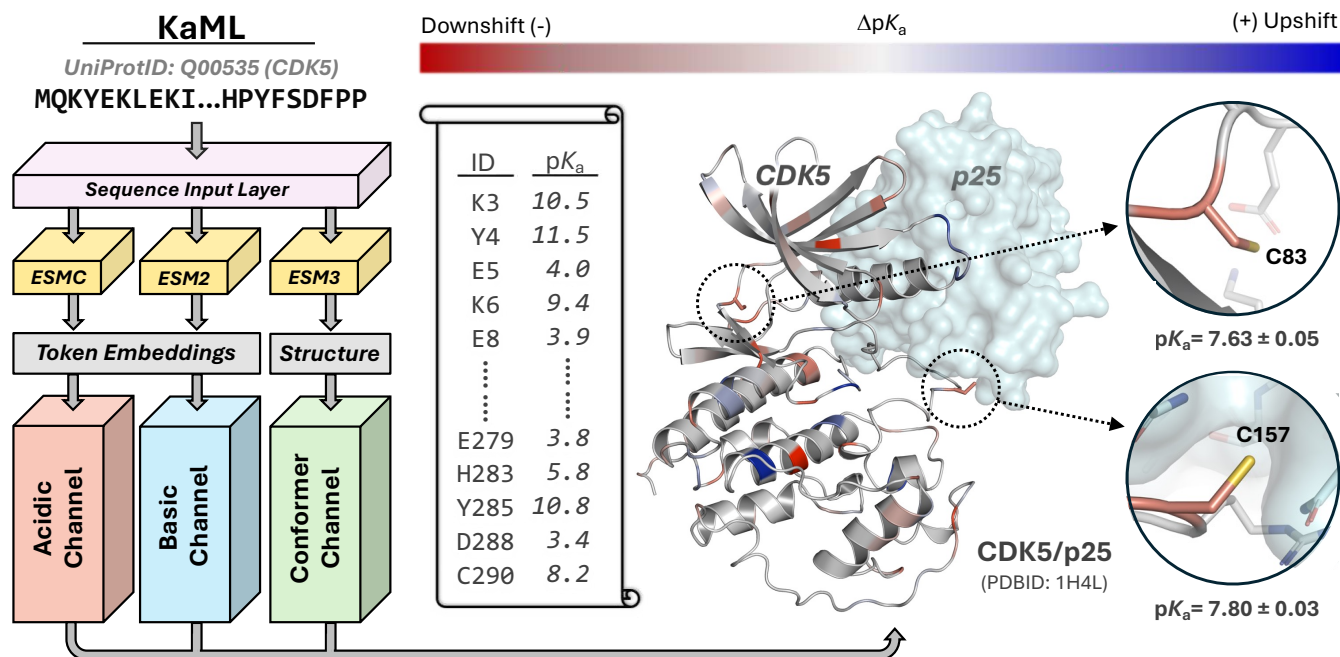 KaML
UniProtID: Q00535 (CDK5)
MQKYEKLEKI...HPYFSDFPP
Sequence Input Layer
ESMC
ESM2
ESM3
Token Embeddings
Structure
Acidic
Channel
Basic
Channel
Conformer
Channel
Downshift (-)
ΔpKa
(+) Upshift
ID pKa
K3 10.5
Y4 11.5
E5 4.0
K6 9.4
E8 3.9
E279 3.8
H283 5.8
Y285 10.8
D288 3.4
C290 8.2
CDK5
p25
CDK5/p25
(PDBID: 1H4L)
C83
pKa= 7.63 ± 0.05
C157
pKa= 7.80 ± 0.03